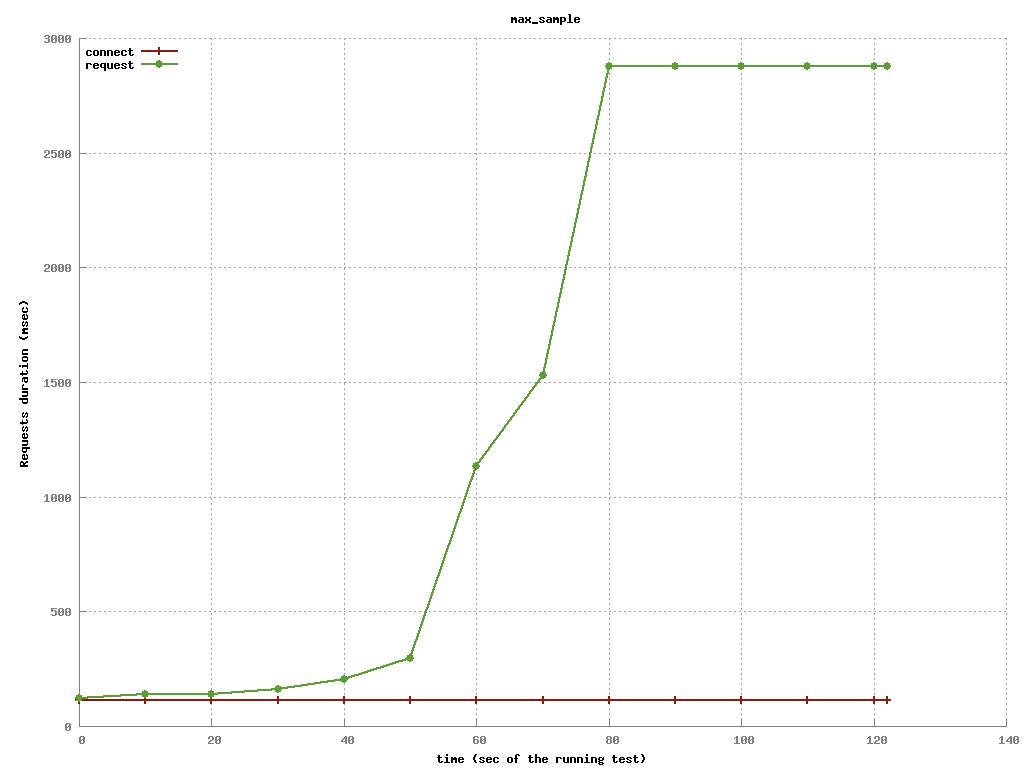 max_sample
connect
request
3000
2500
2000
1500
1000
500
0
Requests duration (msec)
0 20 40 60 80 100 120 140
time (sec of the running test)